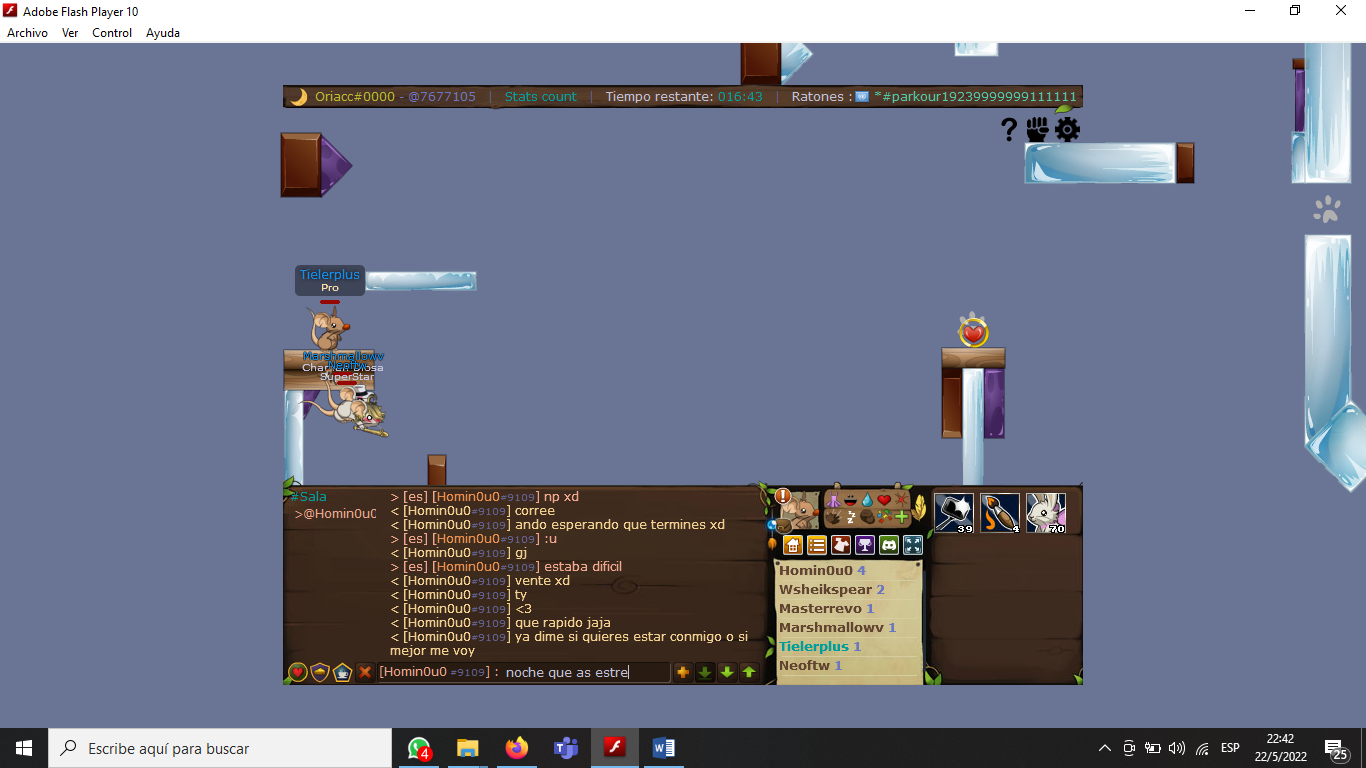 Adobe Flash Player 10
Archivo Ver Control Ayuda
Oriacc#0000 - @7677105 | Stats count | Tiempo restante: 016:43 | Ratones : *#parkour19239999999111111
?
Tielerplus
Pro
Marshmallowv
Neoftw
SuperStar
#Sala
>@Homin0u0
> [es] [Homin0u0#9109] np xd
< [Homin0u0#9109] corree
< [Homin0u0#9109] ando esperando que termines xd
> [es] [Homin0u0#9109] :u
< [Homin0u0#9109] gj
> [es] [Homin0u0#9109] estaba dificil
< [Homin0u0#9109] vente xd
< [Homin0u0#9109] ty
< [Homin0u0#9109] <3
< [Homin0u0#9109] que rapido jaja
< [Homin0u0#9109] ya dime si quieres estar conmigo o si
mejor me voy
[Homin0u0 #9109] : noche que as estre
39 4 70
Homin0u0 4
Wsheikspear 2
Masterrevo 1
Marshmallowv 1
Tielerplus 1
Neoftw 1
Escribe aquí para buscar
4
ESP
22:42
22/5/2022
25